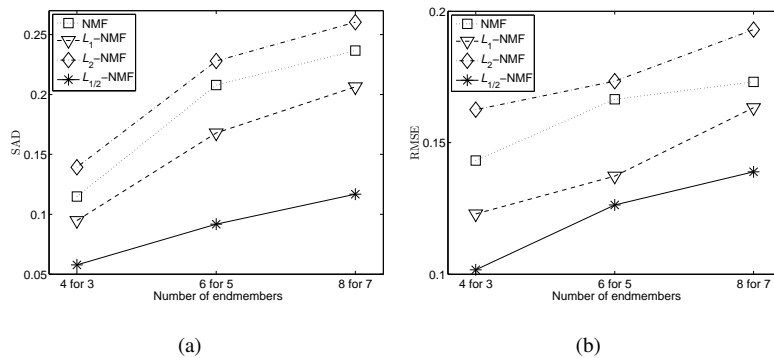 0.25
0.2
0.15
0.1
0.05
SAD
NMF
L₁−NMF
L₂−NMF
L₁/₂−NMF
4 for 3
6 for 5
8 for 7
Number of endmembers
(a)
0.2
0.15
0.1
RMSE
NMF
L₁−NMF
L₂−NMF
L₁/₂−NMF
4 for 3
6 for 5
8 for 7
Number of endmembers
(b)